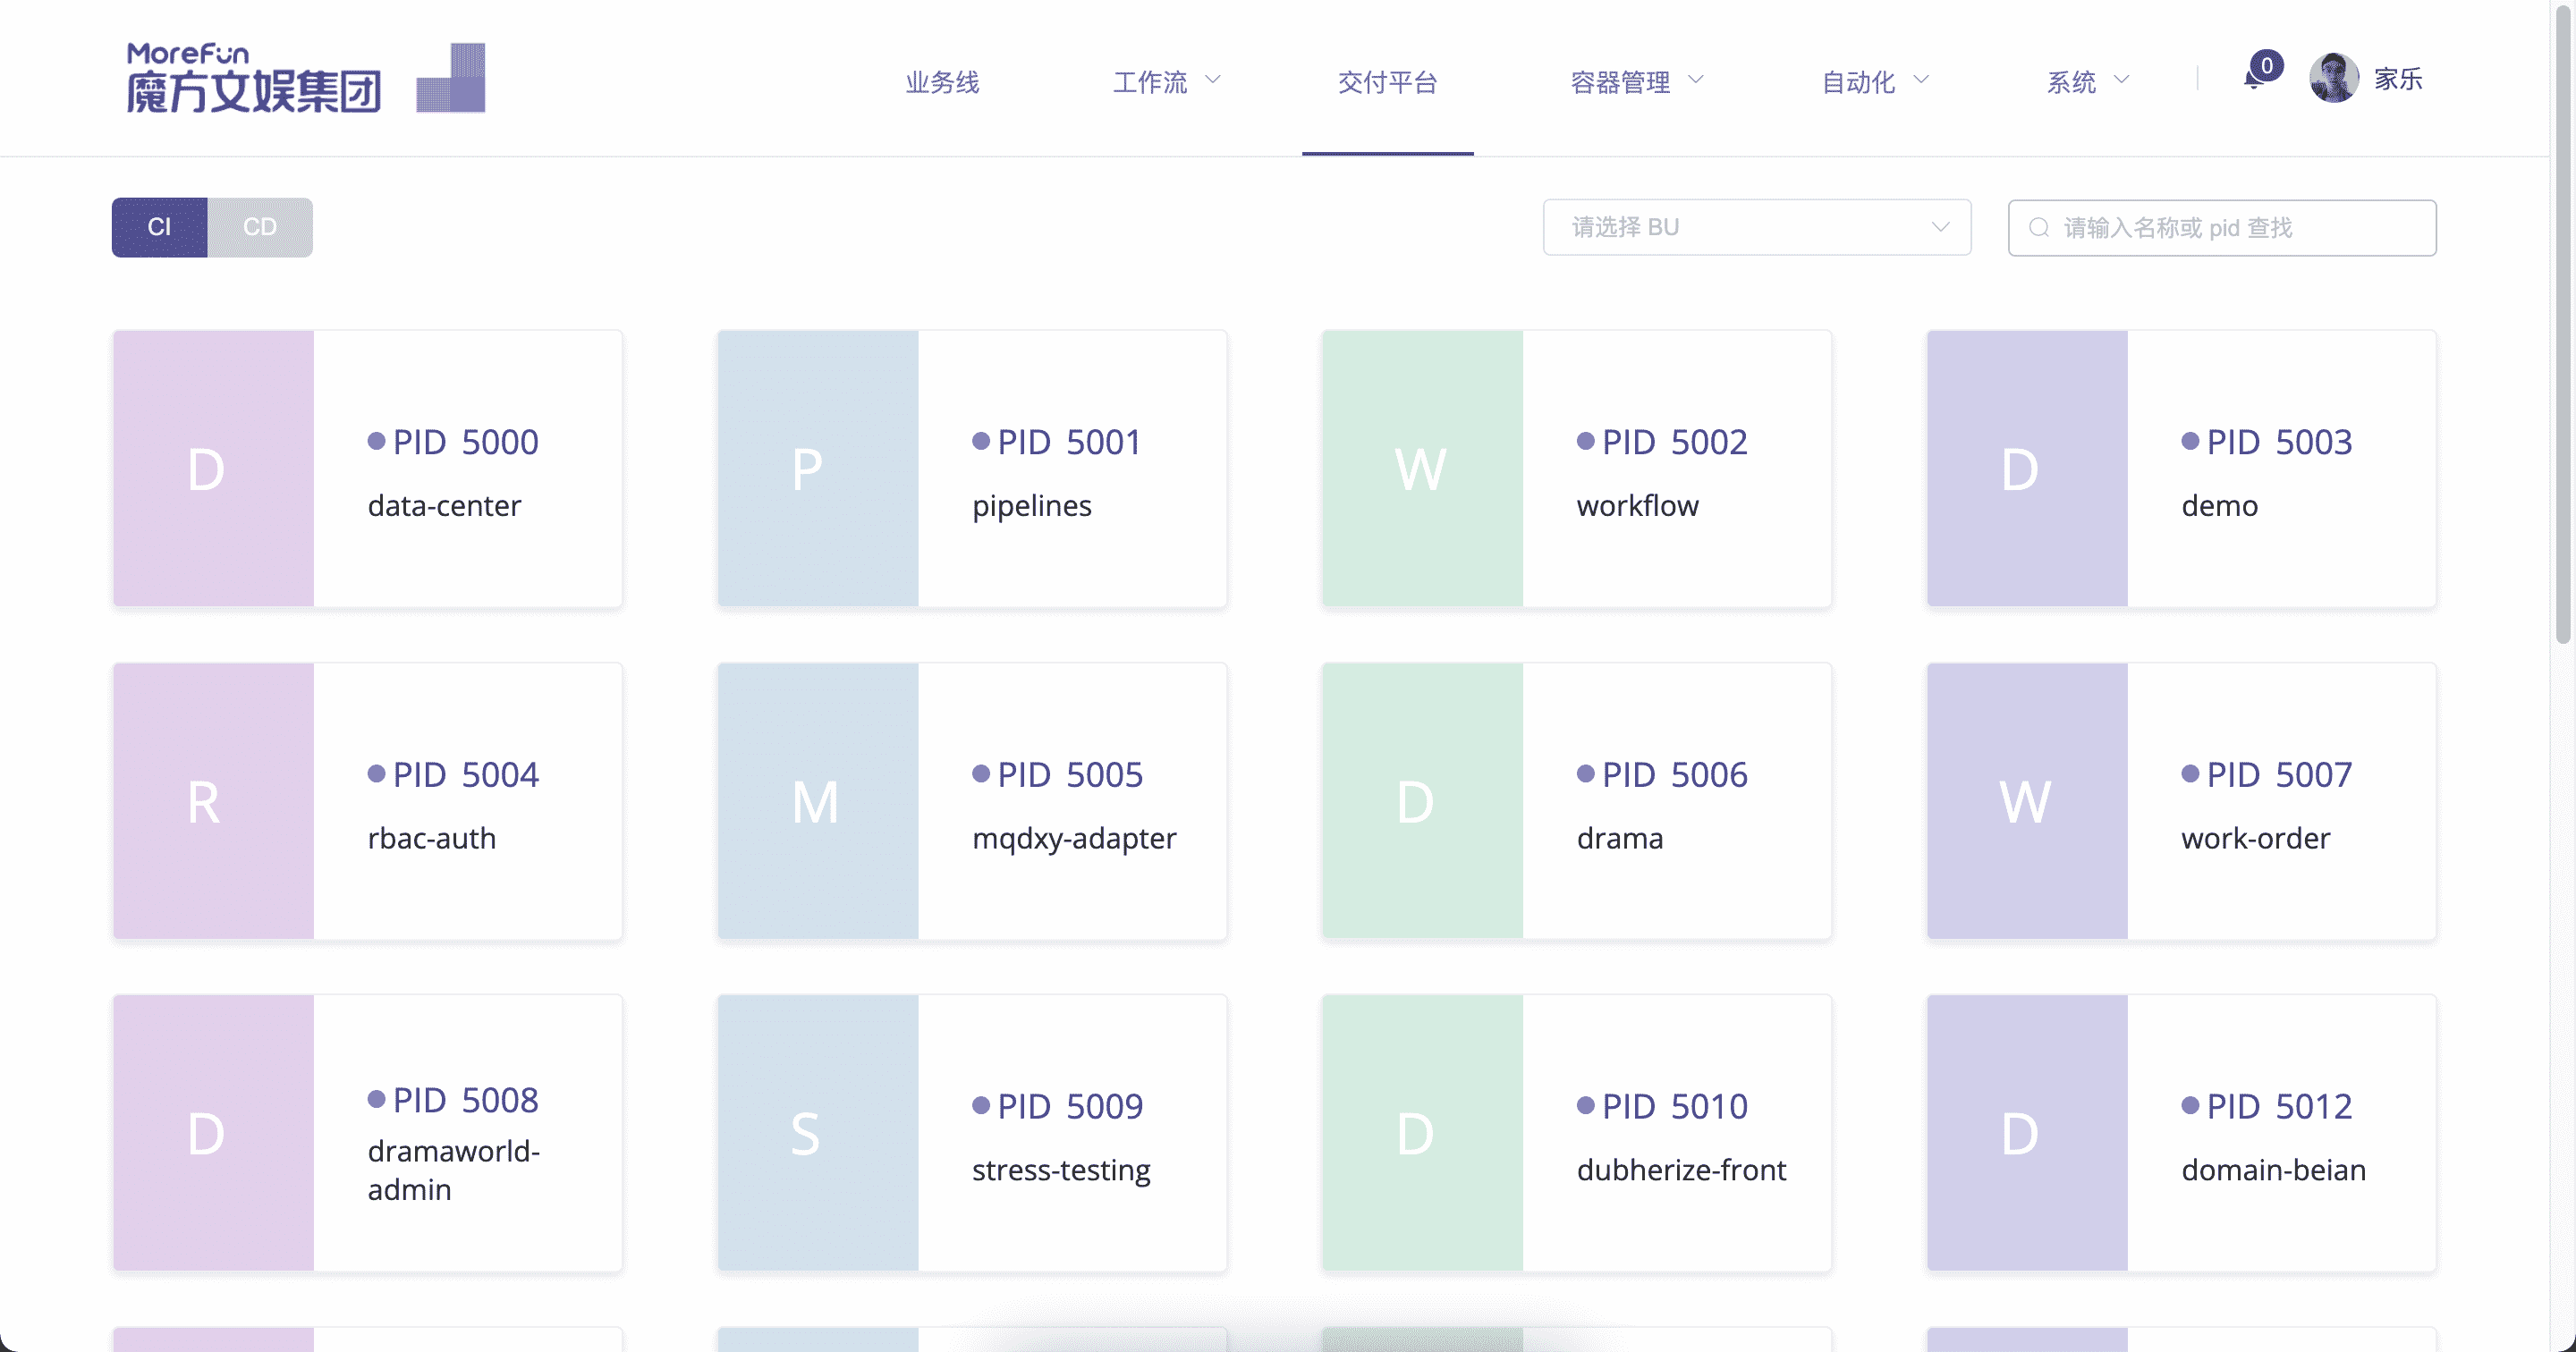 MoreFun
魔方文娱集团
业务线
工作流
交付平台
容器管理
自动化
系统
0
家乐
CI
CD
请选择 BU
请输入名称或 pid 查找
D
PID 5000
data-center
P
PID 5001
pipelines
W
PID 5002
workflow
D
PID 5003
demo
R
PID 5004
rbac-auth
M
PID 5005
mqdxy-adapter
D
PID 5006
drama
W
PID 5007
work-order
D
PID 5008
dramaworld-
admin
S
PID 5009
stress-testing
D
PID 5010
dubherize-front
D
PID 5012
domain-beian